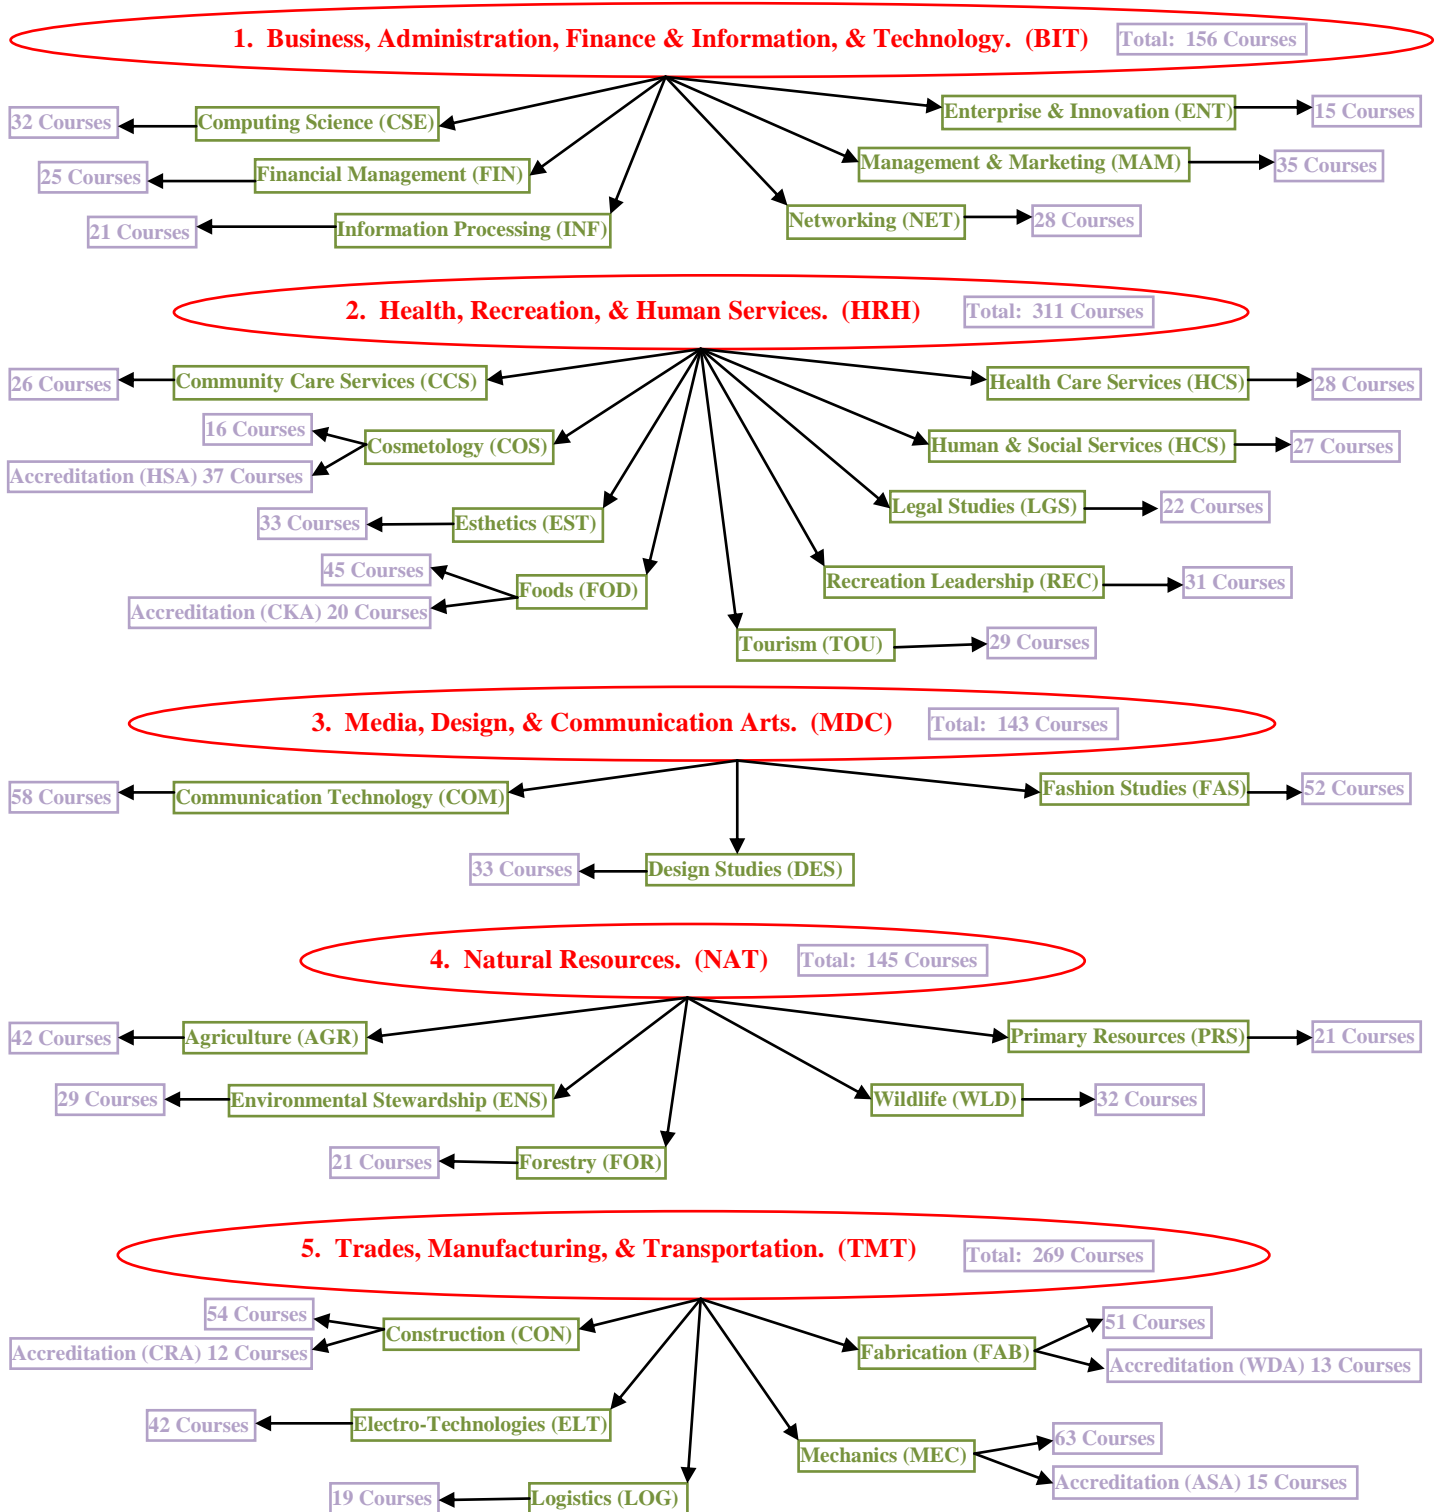 1. Business, Administration, Finance & Information, & Technology. (BIT) Total: 156 Courses
32 Courses Computing Science (CSE) Enterprise & Innovation (ENT) 15 Courses
25 Courses Financial Management (FIN) Management & Marketing (MAM) 35 Courses
21 Courses Information Processing (INF) Networking (NET) 28 Courses
2. Health, Recreation, & Human Services. (HRH) Total: 311 Courses
26 Courses Community Care Services (CCS) Health Care Services (HCS) 28 Courses
16 Courses Cosmetology (COS) Human & Social Services (HCS) 27 Courses
Accreditation (HSA) 37 Courses
33 Courses Esthetics (EST) Legal Studies (LGS) 22 Courses
45 Courses Foods (FOD) Recreation Leadership (REC) 31 Courses
Accreditation (CKA) 20 Courses
Tourism (TOU) 29 Courses
3. Media, Design, & Communication Arts. (MDC) Total: 143 Courses
58 Courses Communication Technology (COM) Fashion Studies (FAS) 52 Courses
33 Courses Design Studies (DES)
4. Natural Resources. (NAT) Total: 145 Courses
42 Courses Agriculture (AGR) Primary Resources (PRS) 21 Courses
29 Courses Environmental Stewardship (ENS) Wildlife (WLD) 32 Courses
21 Courses Forestry (FOR)
5. Trades, Manufacturing, & Transportation. (TMT) Total: 269 Courses
54 Courses Construction (CON) Fabrication (FAB) 51 Courses
Accreditation (CRA) 12 Courses Accreditation (WDA) 13 Courses
42 Courses Electro-Technologies (ELT) Mechanics (MEC) 63 Courses
Accreditation (ASA) 15 Courses
19 Courses Logistics (LOG)